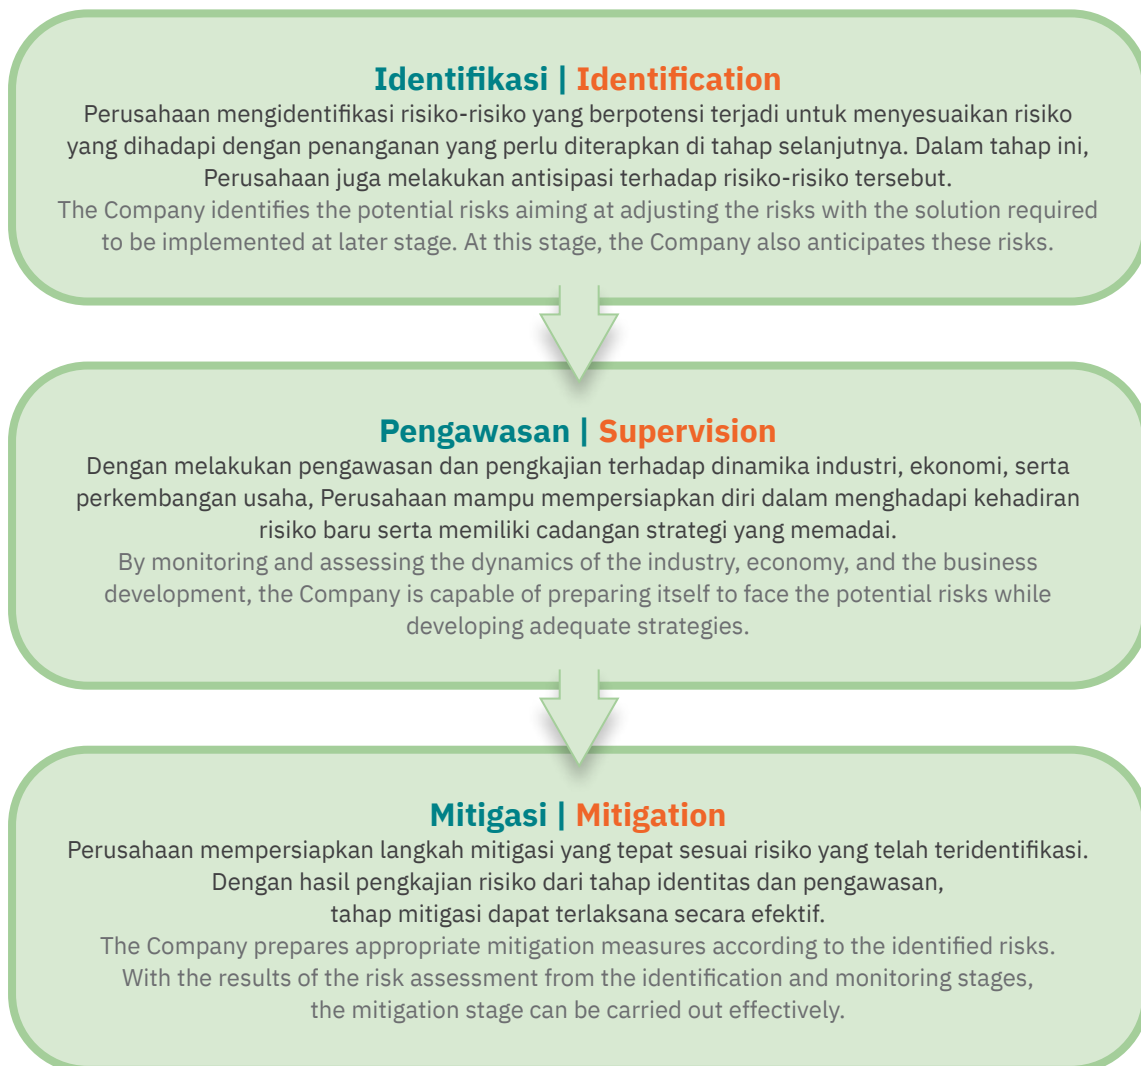 Identifikasi | Identification
Perusahaan mengidentifikasi risiko-risiko yang berpotensi terjadi untuk menyesuaikan risiko
yang dihadapi dengan penanganan yang perlu diterapkan di tahap selanjutnya. Dalam tahap ini,
Perusahaan juga melakukan antisipasi terhadap risiko-risiko tersebut.
The Company identifies the potential risks aiming at adjusting the risks with the solution required
to be implemented at later stage. At this stage, the Company also anticipates these risks.
Pengawasan | Supervision
Dengan melakukan pengawasan dan pengkajian terhadap dinamika industri, ekonomi, serta
perkembangan usaha, Perusahaan mampu mempersiapkan diri dalam menghadapi kehadiran
risiko baru serta memiliki cadangan strategi yang memadai.
By monitoring and assessing the dynamics of the industry, economy, and the business
development, the Company is capable of preparing itself to face the potential risks while
developing adequate strategies.
Mitigasi | Mitigation
Perusahaan mempersiapkan langkah mitigasi yang tepat sesuai risiko yang telah teridentifikasi.
Dengan hasil pengkajian risiko dari tahap identitas dan pengawasan,
tahap mitigasi dapat terlaksana secara efektif.
The Company prepares appropriate mitigation measures according to the identified risks.
With the results of the risk assessment from the identification and monitoring stages,
the mitigation stage can be carried out effectively.